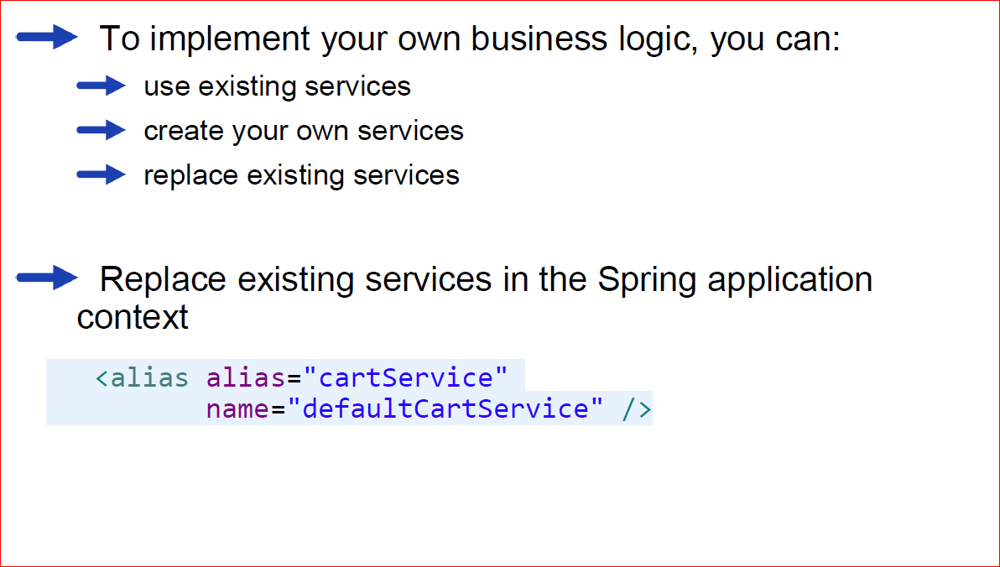 To implement your own business logic, you can:
use existing services
create your own services
replace existing services
Replace existing services in the Spring application
context
<alias alias="cartService"
name="defaultCartService" />